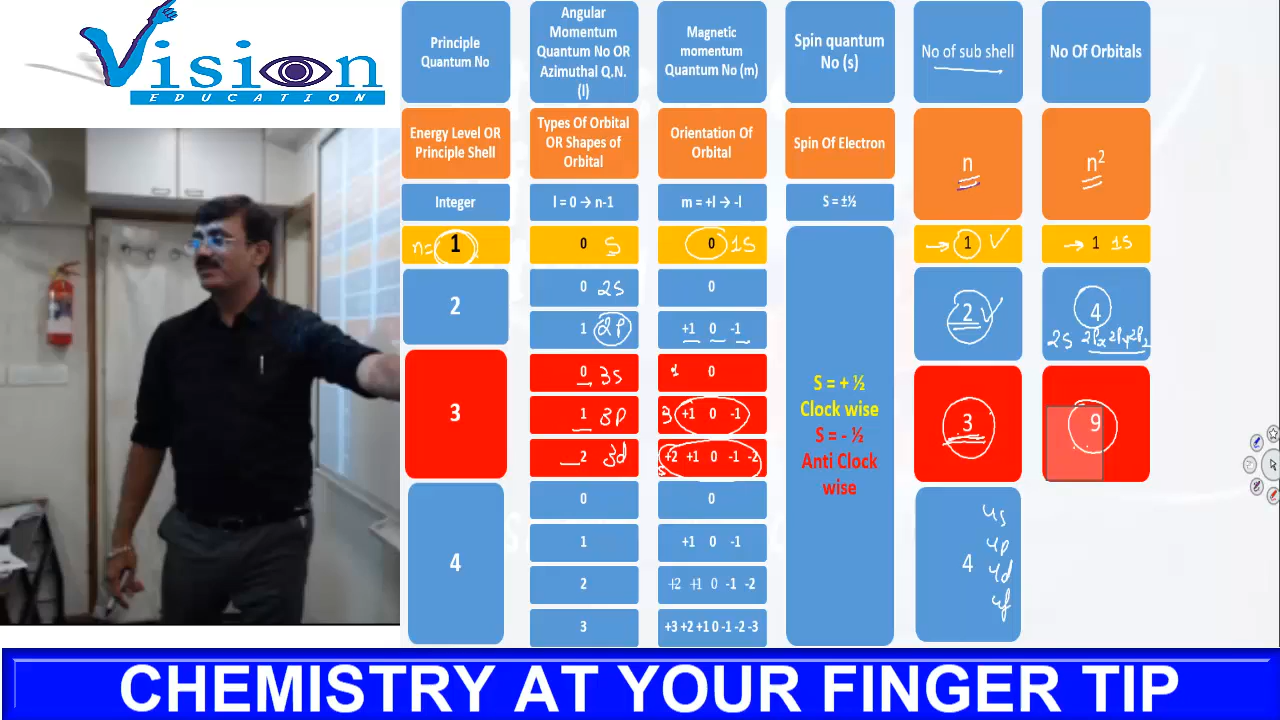 Vision
EDUCATION
Principle
Quantum No
Angular
Momentum
Quantum No OR
Azimuthal Q.N.
(l)
Magnetic
momentum
Quantum No (m)
Spin quantum
No (s)
No of sub shell
No Of Orbitals
Energy Level OR
Principle Shell
Types Of Orbital
OR Shapes of
Orbital
Orientation Of
Orbital
Spin Of Electron
n
n²
Integer
l = 0 → n-1
m = +l → -l
S = ±½
n= 1
0 S
0 1S
→ 1 ✓
→ 1 1S
2
0 2S
0
1 2P
+1 0 -1
2 ✓
4
2S 2Px 2Py 2Pz
3
0 3S
0
1 3P
3 +1 0 -1
2 3d
+2 +1 0 -1 -2
5
S = + ½
Clock wise
S = - ½
Anti Clock
wise
3
9
4
0
0
1
+1 0 -1
2
+2 +1 0 -1 -2
3
+3 +2 +1 0 -1 -2 -3
4
4s
4p
4d
4f
CHEMISTRY AT YOUR FINGER TIP